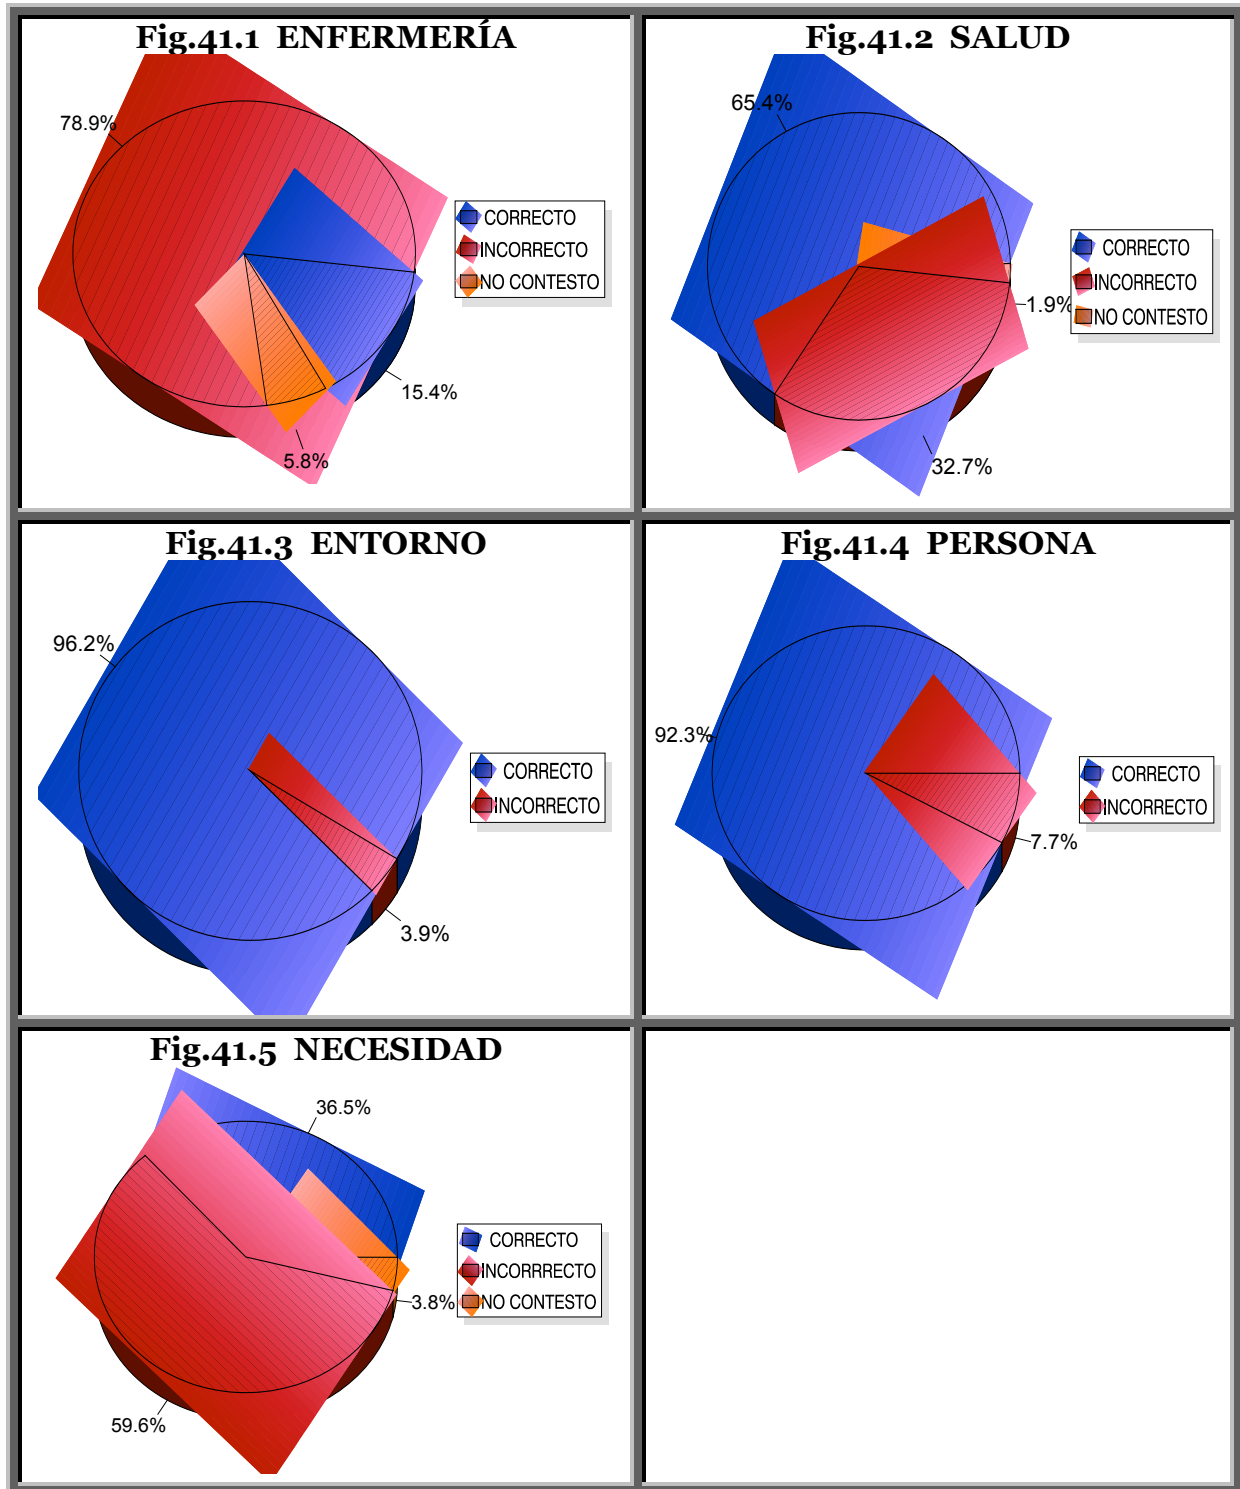 Fig.41.1 ENFERMERÍA
78.9%
15.4%
5.8%
CORRECTO
INCORRECTO
NO CONTESTO
Fig.41.2 SALUD
65.4%
1.9%
32.7%
CORRECTO
INCORRECTO
NO CONTESTO
Fig.41.3 ENTORNO
96.2%
3.9%
CORRECTO
INCORRECTO
Fig.41.4 PERSONA
92.3%
7.7%
CORRECTO
INCORRECTO
Fig.41.5 NECESIDAD
36.5%
3.8%
59.6%
CORRECTO
INCORRRECTO
NO CONTESTO